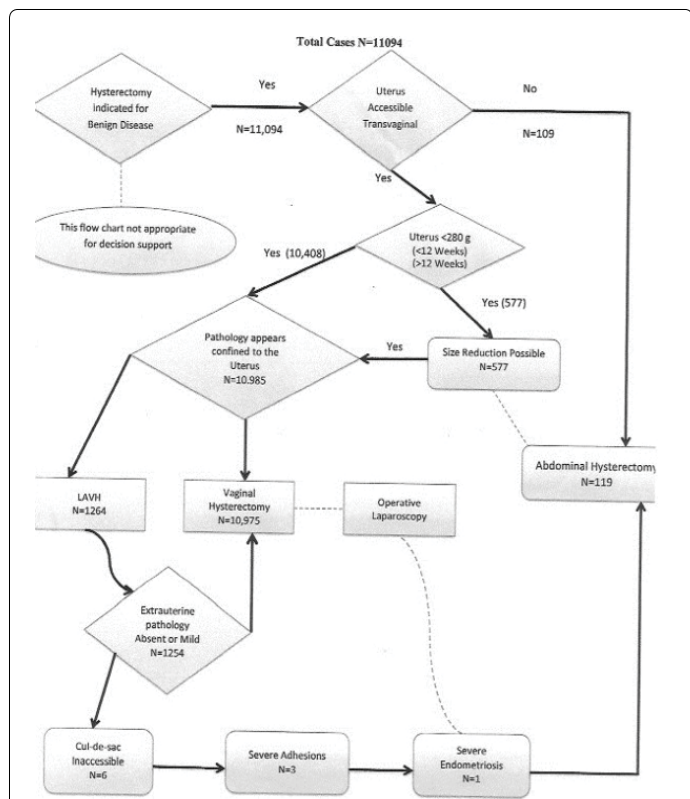 Total Cases N=11094
Hysterectomy
indicated for
Benign Disease
Yes
N=11,094
Uterus
Accessible
Transvaginal
No
N=109
Yes
This flow chart not appropriate
for decision support
Uterus <280 g
(<12 Weeks)
(>12 Weeks)
Yes (10,408)
Yes (577)
Pathology appears
confined to the
Uterus
N=10.985
Yes
Size Reduction Possible
N=577
Abdominal Hysterectomy
N=119
LAVH
N=1264
Vaginal
Hysterectomy
N=10,975
Operative
Laparoscopy
Extrauterine
pathology
Absent or Mild
N=1254
Cul-de-sac
Inaccessible
N=6
Severe Adhesions
N=3
Severe
Endometriosis
N=1